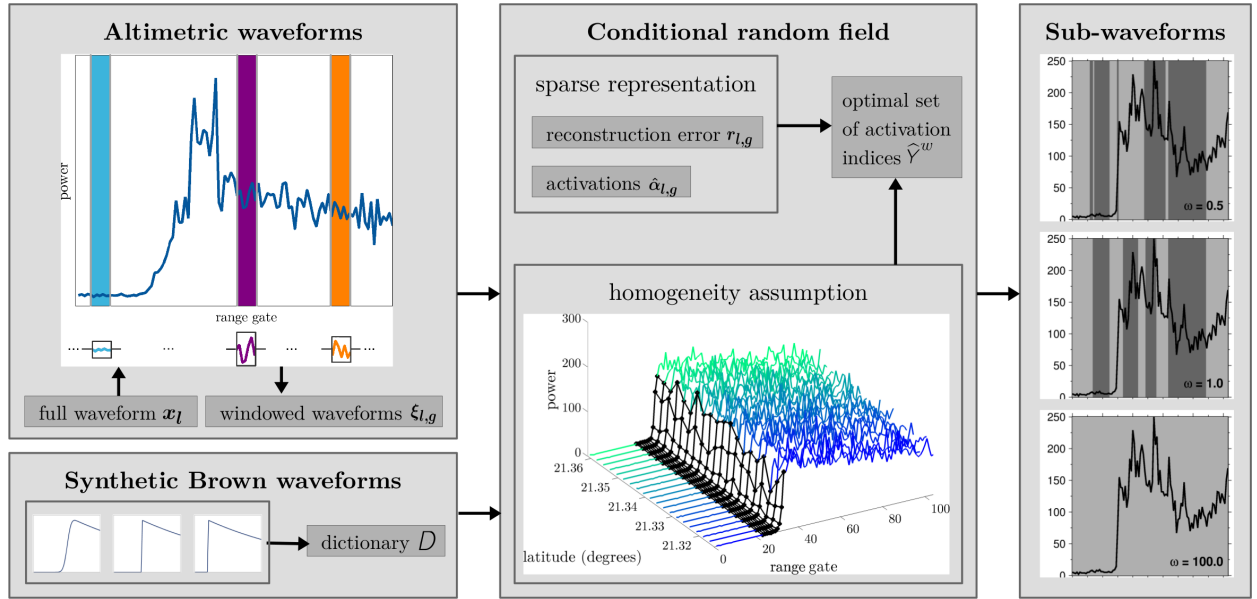 Altimetric waveforms
power
range gate
...
...
...
...
full waveform x_l
windowed waveforms ξ_{l,g}
Synthetic Brown waveforms
dictionary D
Conditional random field
sparse representation
reconstruction error r_{l,g}
activations α̂_{l,g}
optimal set
of activation
indices Ŷ^w
homogeneity assumption
300
200
100
0
power
21.36
21.35
21.34
21.33
21.32
latitude (degrees)
0
20
40
60
80
100
range gate
Sub-waveforms
250
200
150
100
50
0
ω = 0.5
250
200
150
100
50
0
ω = 1.0
250
200
150
100
50
0
ω = 100.0